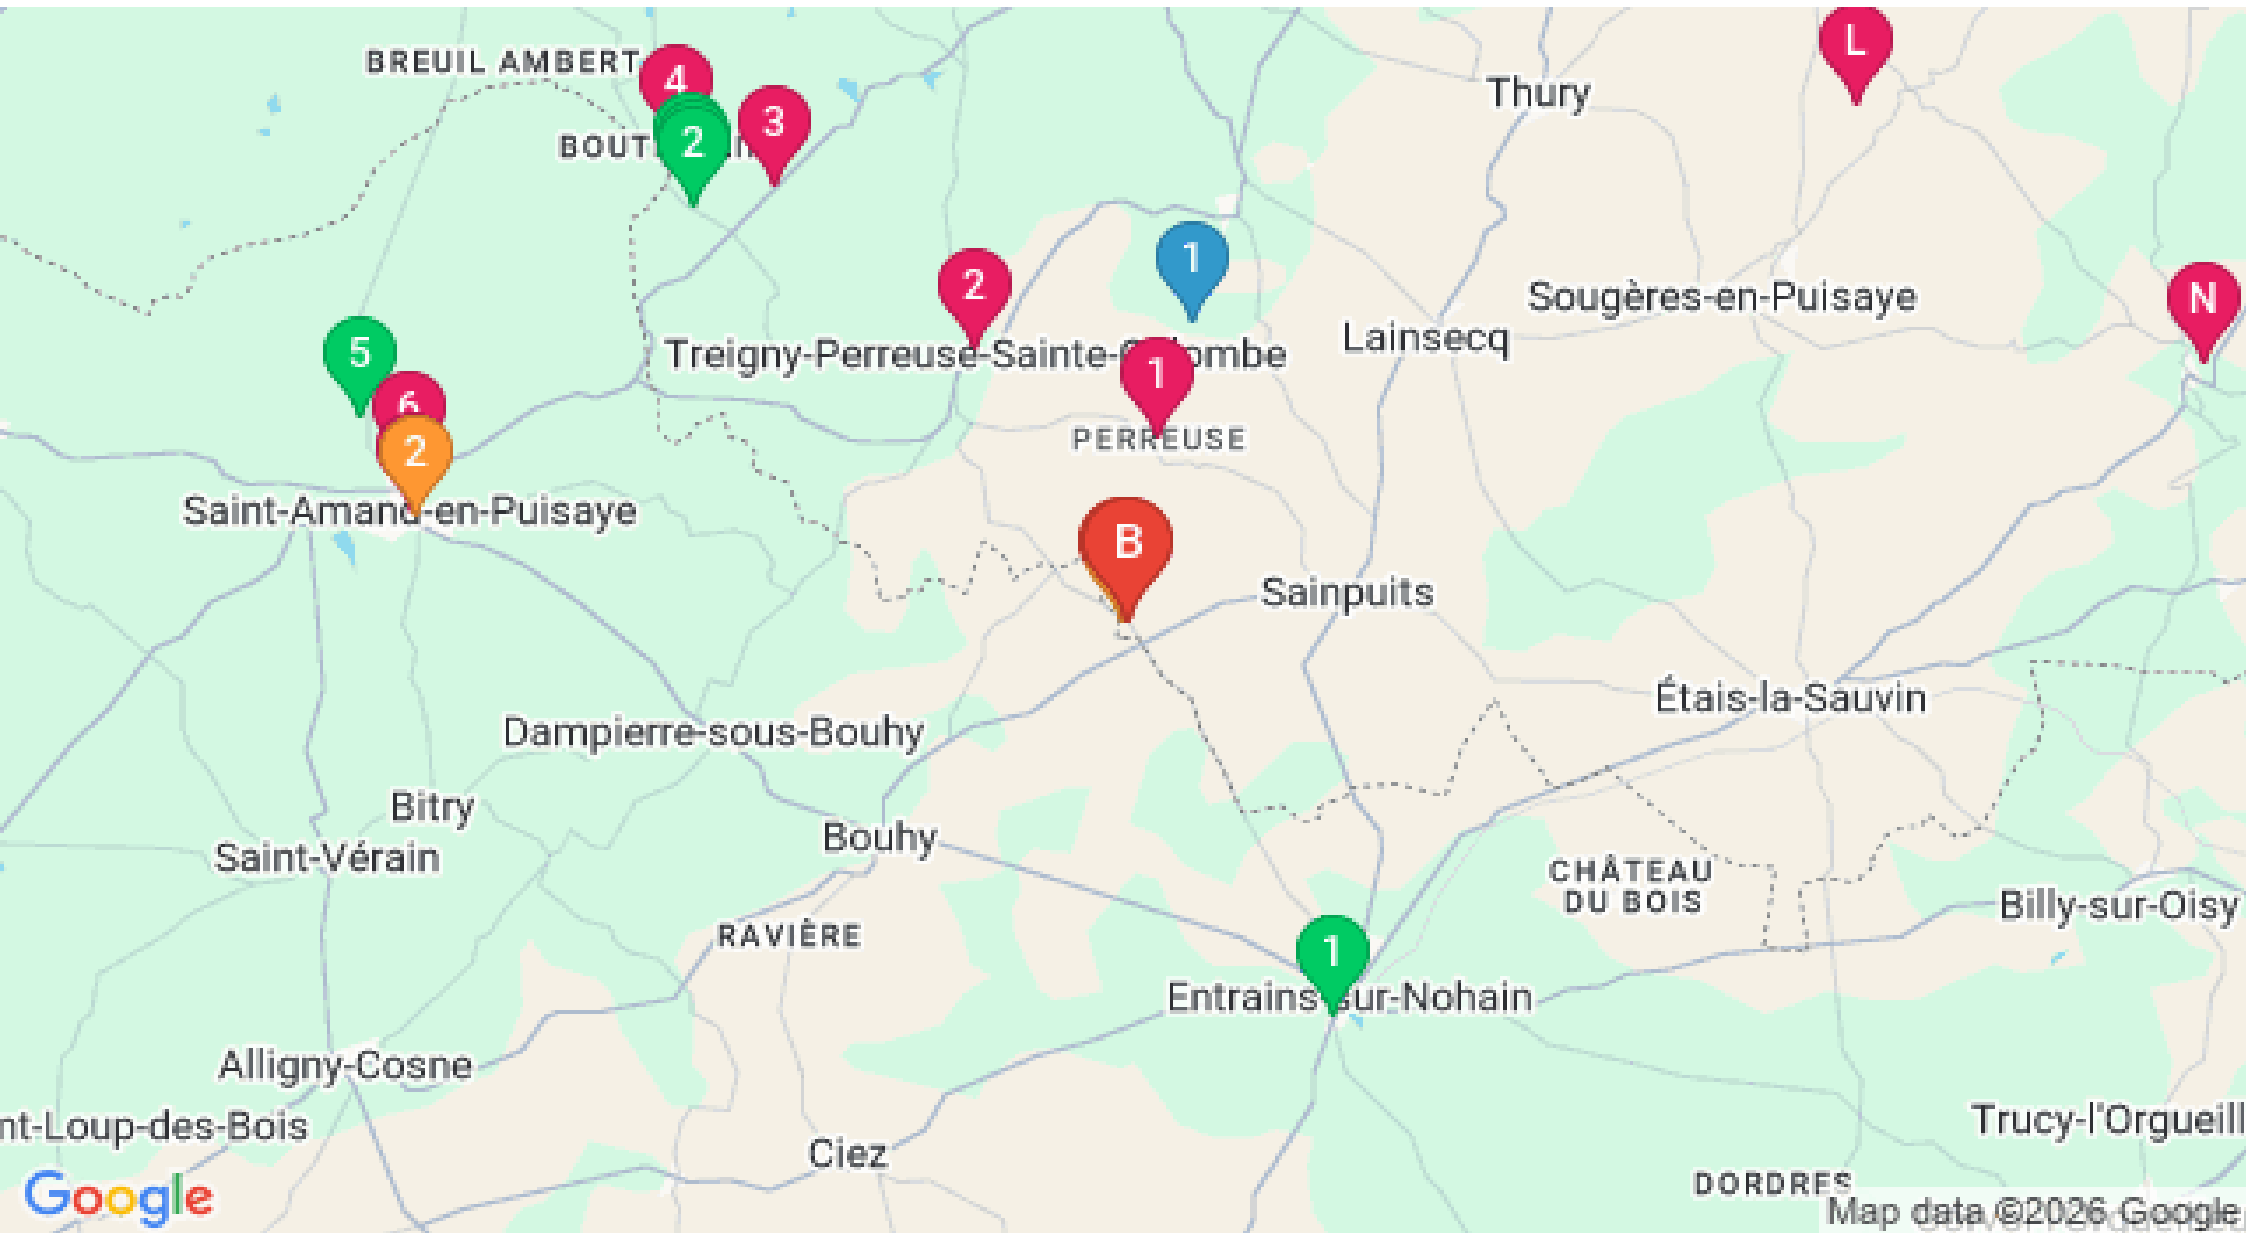 BREUIL AMBERT
4
L
Thury
3
BOUT
2
1
2
Sougères-en-Puisaye
N
Lainsecq
Treigny-Perreuse-Sainte-
ombe
5
1
6
PERREUSE
2
Saint-Amand-en-Puisaye
B
Sainpuits
Étais-la-Sauvin
Dampierre-sous-Bouhy
Bitry
Bouhy
Saint-Vérain
CHÂTEAU
DU BOIS
Billy-sur-Oisy
RAVIÈRE
1
Entrains-sur-Nohain
Alligny-Cosne
nt-Loup-des-Bois
Trucy-l'Orgueil
Ciez
DORDRES
Google
Map data ©2026 Google